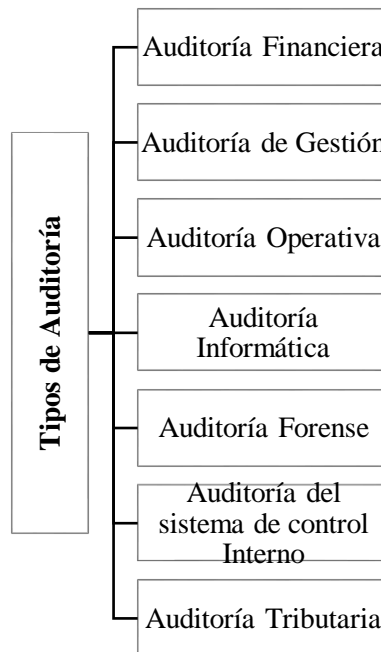 Tipos de Auditoría
Auditoría Financiera
Auditoría de Gestión
Auditoría Operativa
Auditoría
Informática
Auditoría Forense
Auditoría del
sistema de control
Interno
Auditoría Tributaria